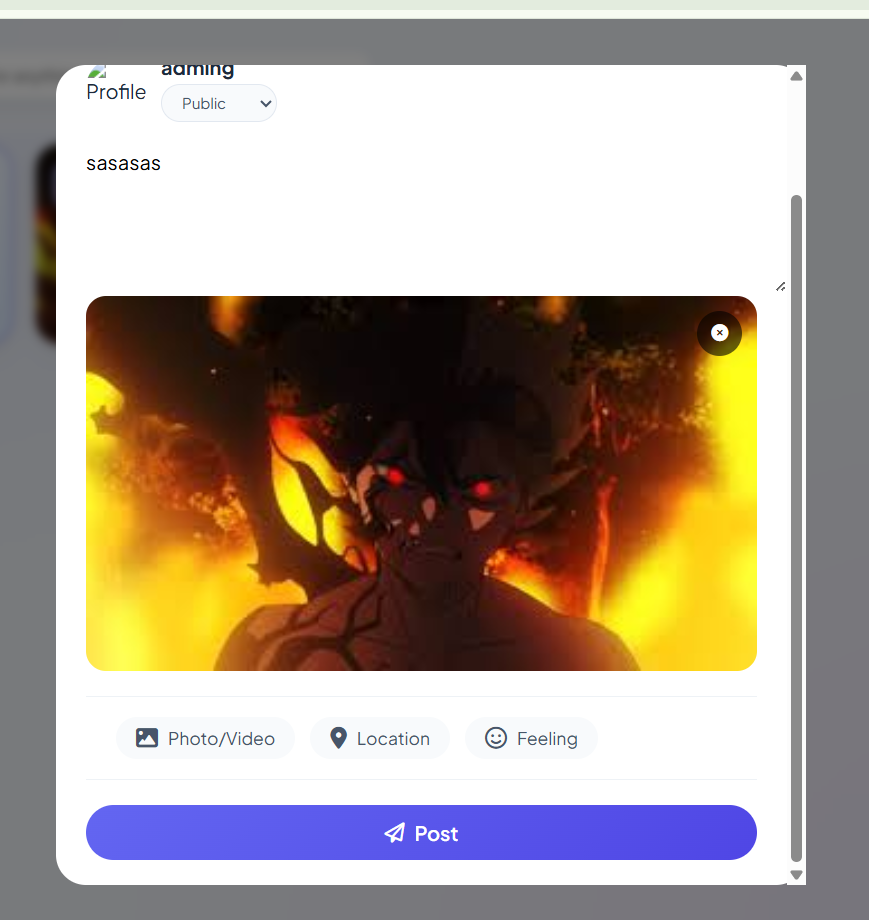 adming
Profile
Public
sasasas
Photo/Video
Location
Feeling
Post